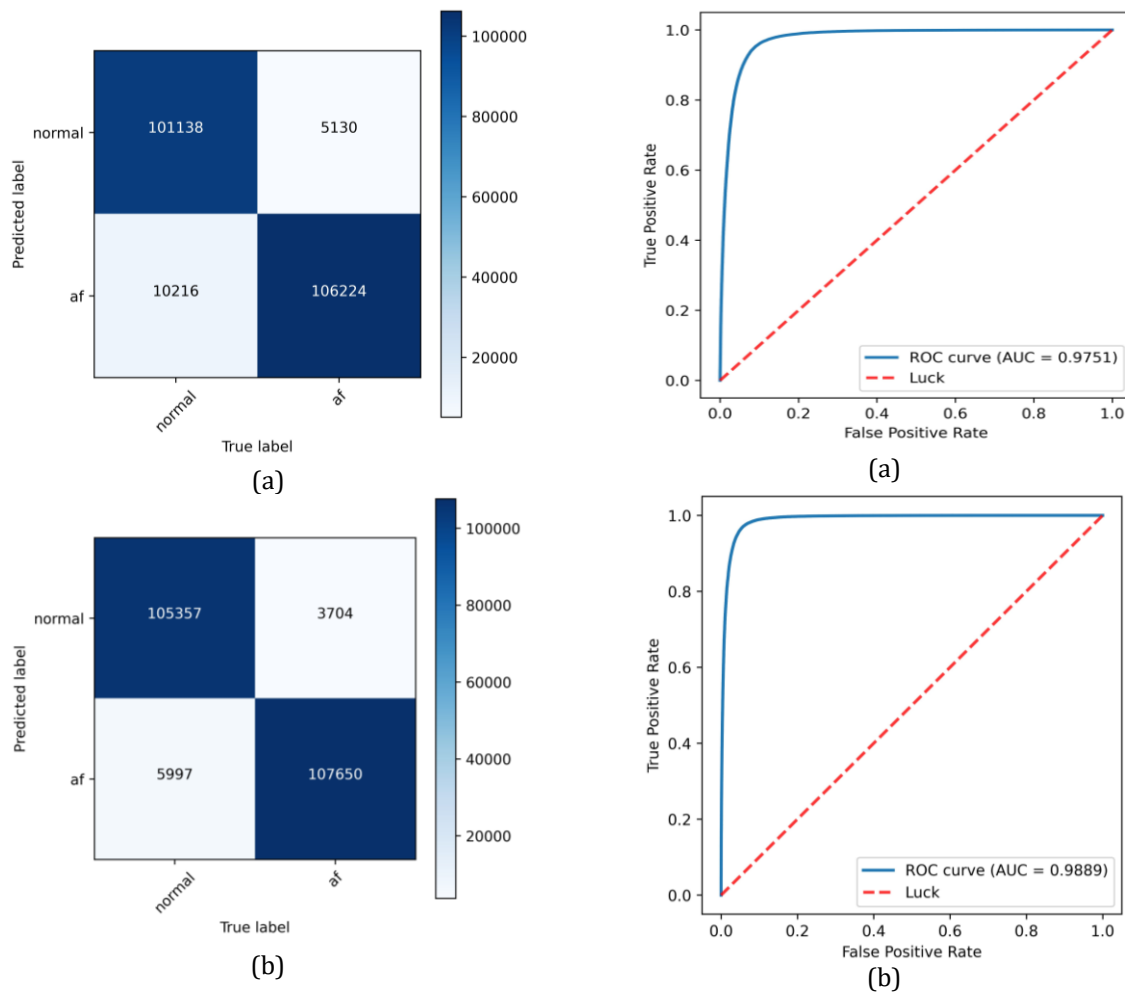 100000
80000
60000
40000
20000
normal
af
Predicted label
101138
5130
10216
106224
normal
af
True label
(a)
1.0
0.8
0.6
0.4
0.2
0.0
True Positive Rate
ROC curve (AUC = 0.9751)
Luck
0.0 0.2 0.4 0.6 0.8 1.0
False Positive Rate
(a)
100000
80000
60000
40000
20000
normal
af
Predicted label
105357
3704
5997
107650
normal
af
True label
(b)
1.0
0.8
0.6
0.4
0.2
0.0
True Positive Rate
ROC curve (AUC = 0.9889)
Luck
0.0 0.2 0.4 0.6 0.8 1.0
False Positive Rate
(b)